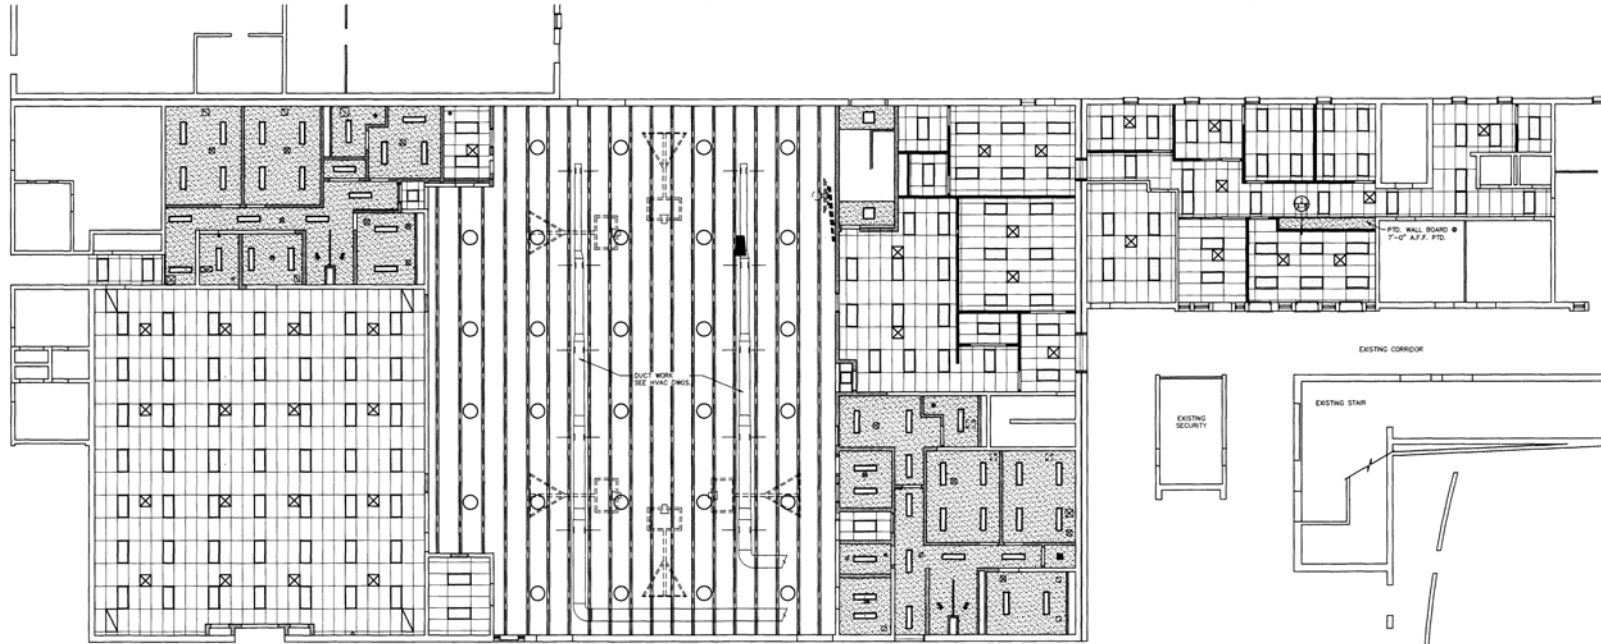 PTD. WALL BOARD @
7'-0" A.F.F. PTD.
EXISTING CORRIDOR
DUCT WORK
SEE HVAC DWGS.
EXISTING STAIR
EXISTING
SECURITY